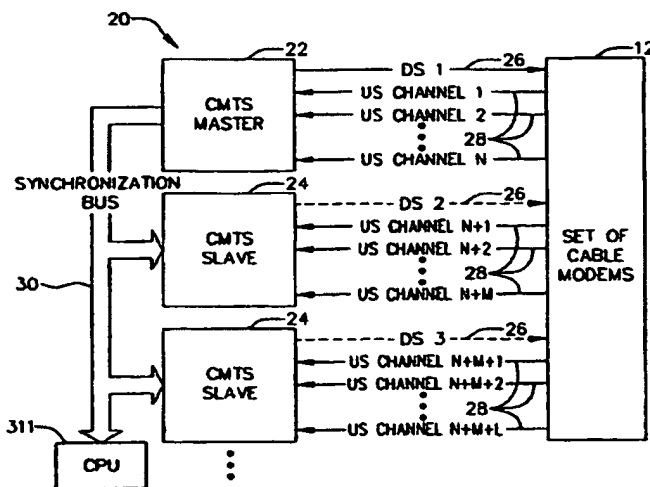 20
22
12
DS 1 26
US CHANNEL 1
US CHANNEL 2
28
US CHANNEL N
CMTS
MASTER
SYNCHRONIZATION
BUS
24
DS 2 26
US CHANNEL N+1
US CHANNEL N+2
28
US CHANNEL N+M
CMTS
SLAVE
SET OF
CABLE
MODEMS
30
24
DS 3 26
US CHANNEL N+M+1
US CHANNEL N+M+2
28
US CHANNEL N+M+L
CMTS
SLAVE
311
CPU